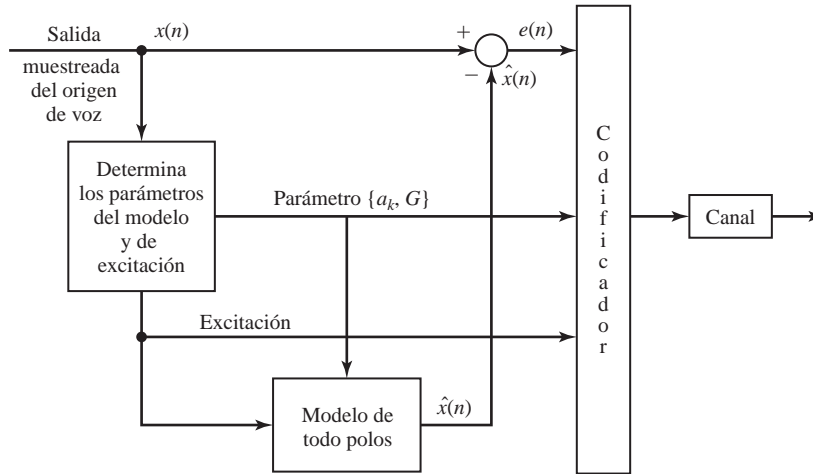 Salida
x(n)
+
e(n)
muestreada
del origen
de voz
−
x̂(n)
Determina
los parámetros
del modelo
y de
excitación
Parámetro {a_k, G}
Codificador
Canal
Excitación
Modelo de
todo polos
x̂(n)